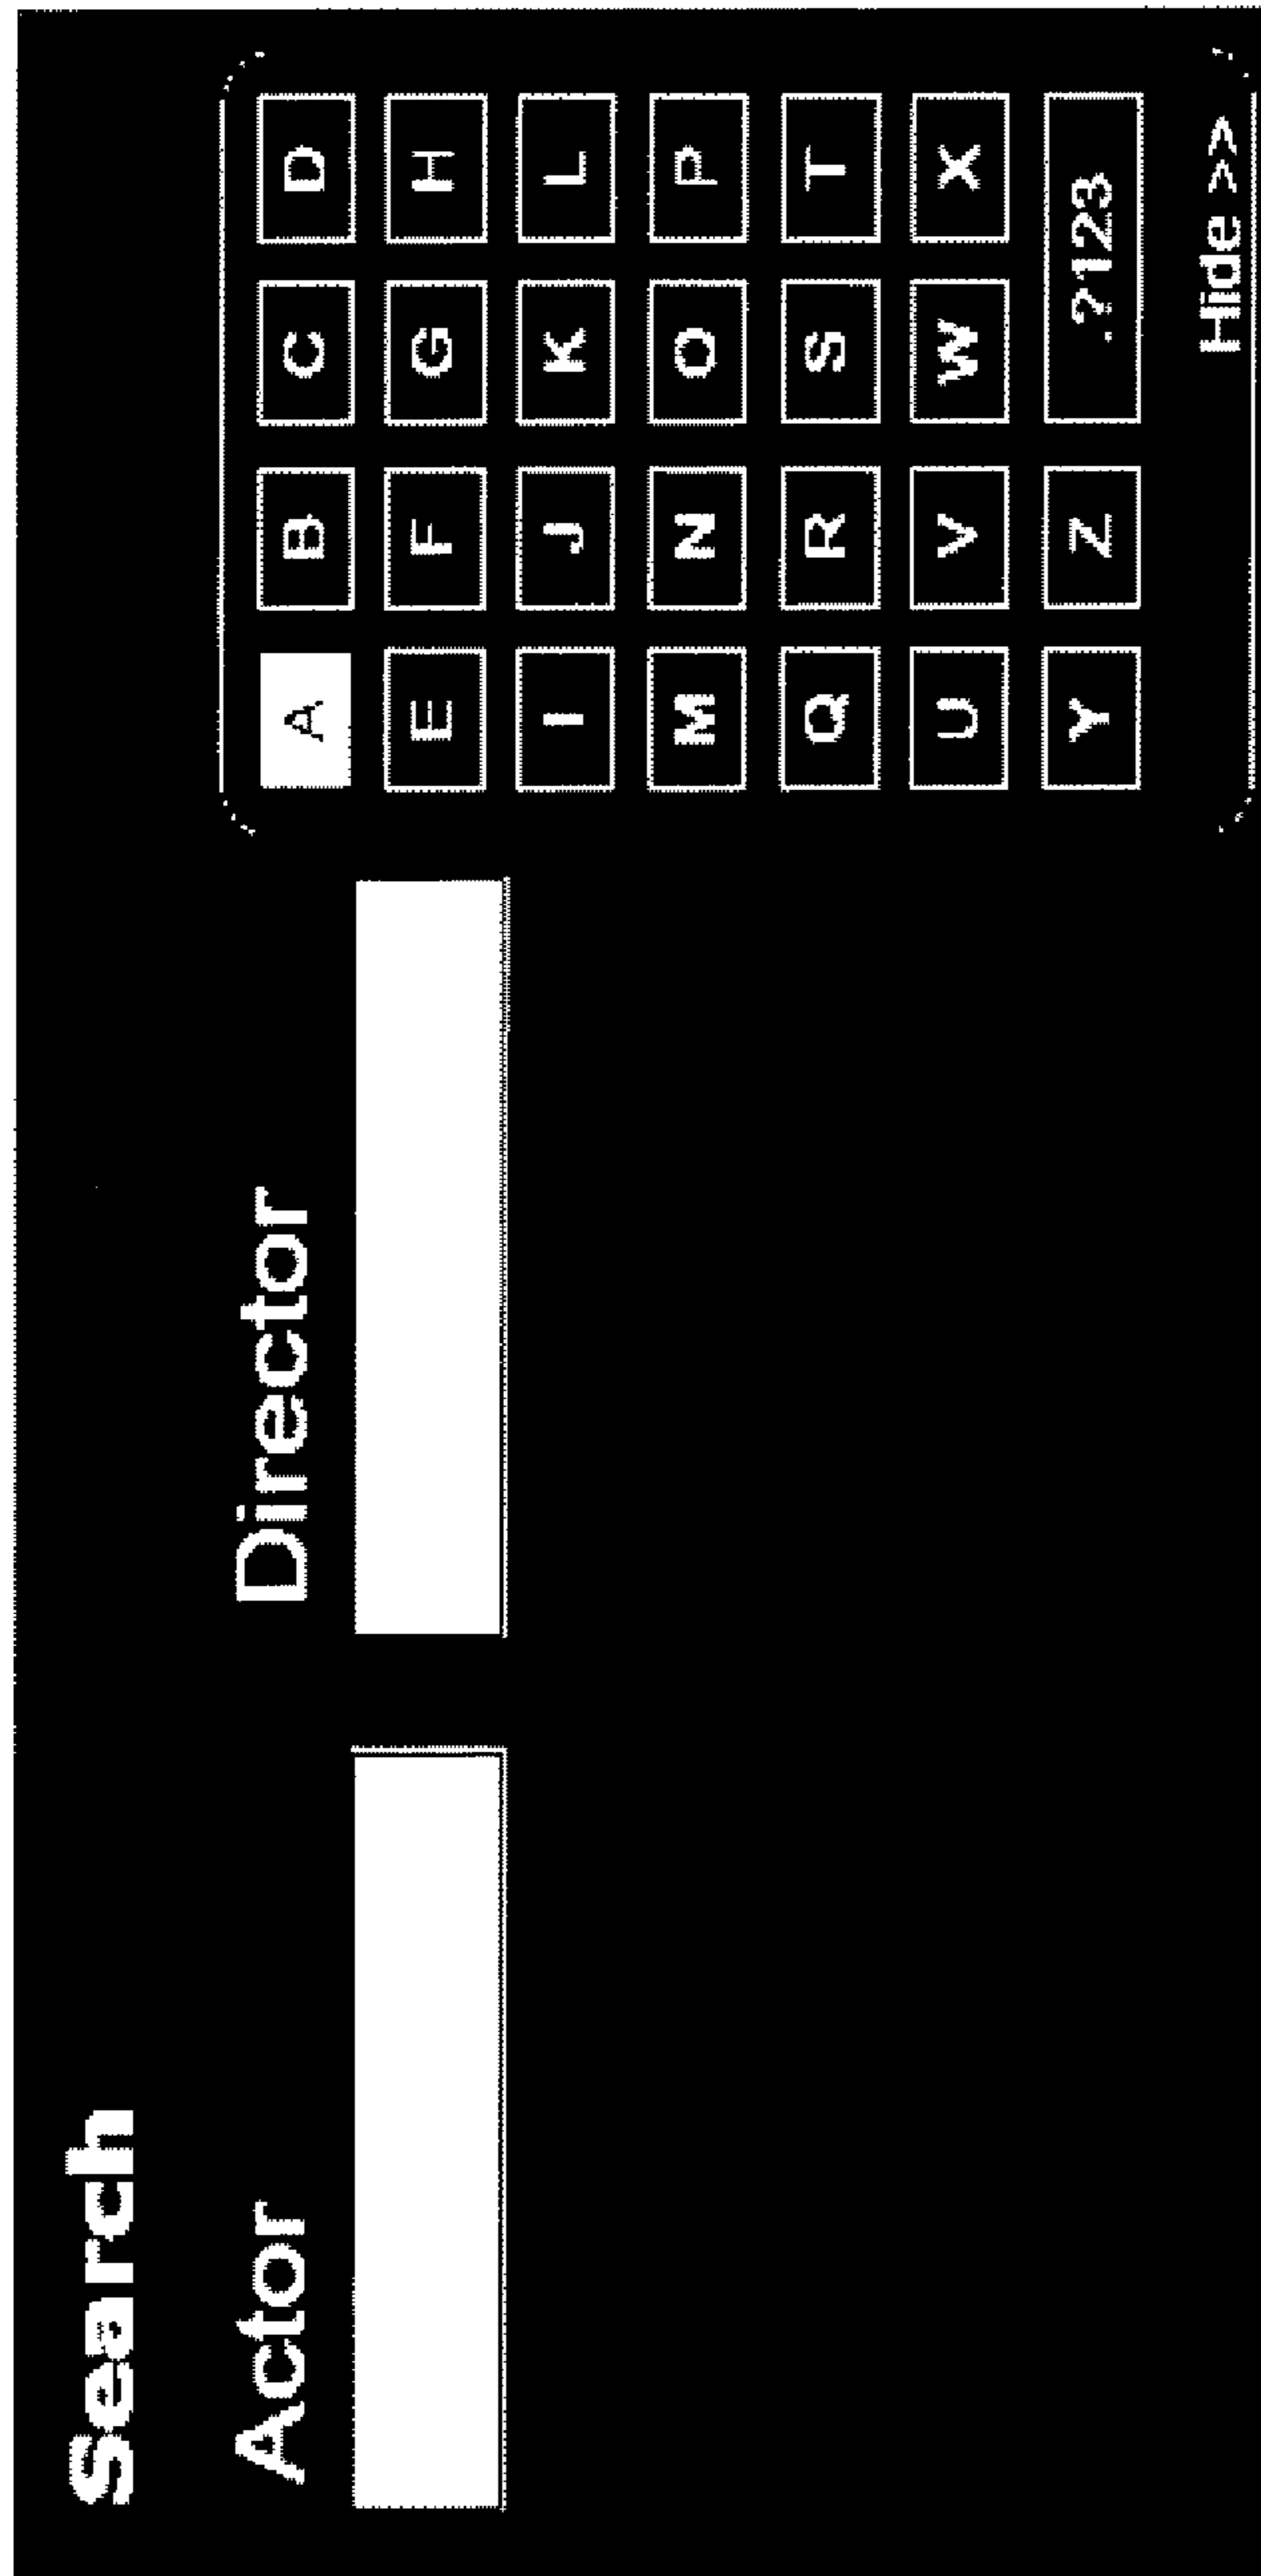 Search
Actor
Director
A B C D
E F G H
I J K L
M N O P
Q R S T
U V W X
Y Z .?123
Hide >>